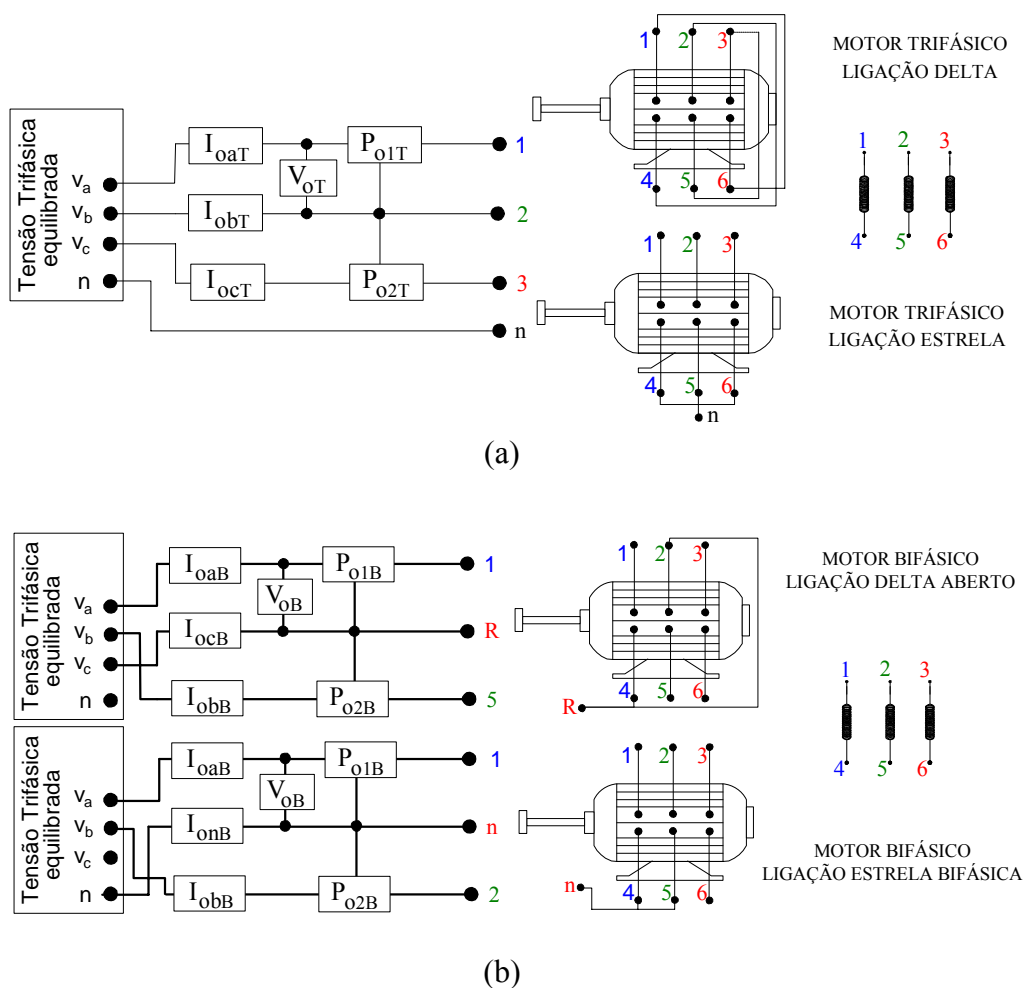 Tensão Trifásica
equilibrada
va
vb
vc
n
IoaT
IobT
IocT
VoT
Po1T
Po2T
1
2
3
n
1 2 3
4 5 6
MOTOR TRIFÁSICO
LIGAÇÃO DELTA
1 2 3
4 5 6
1 2 3
4 5 6
n
MOTOR TRIFÁSICO
LIGAÇÃO ESTRELA
(a)
Tensão Trifásica
equilibrada
va
vb
vc
n
IoaB
IocB
IobB
VoB
Po1B
Po2B
1
R
5
1 2 3
4 5 6
R
MOTOR BIFÁSICO
LIGAÇÃO DELTA ABERTO
1 2 3
4 5 6
Tensão Trifásica
equilibrada
va
vb
vc
n
IoaB
IonB
IobB
VoB
Po1B
Po2B
1
n
2
1 2 3
4 5 6
n
MOTOR BIFÁSICO
LIGAÇÃO ESTRELA BIFÁSICA
(b)